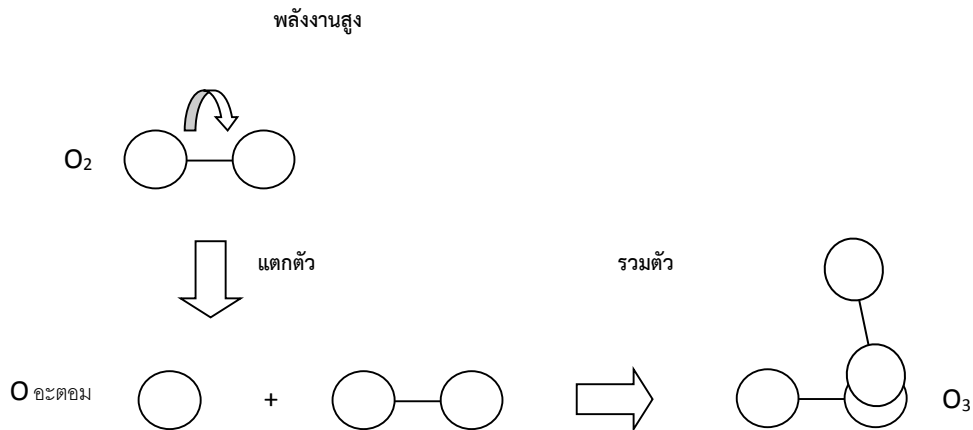 พลังงานสูง
O₂
แตกตัว
รวมตัว
O อะตอม
+
O₃